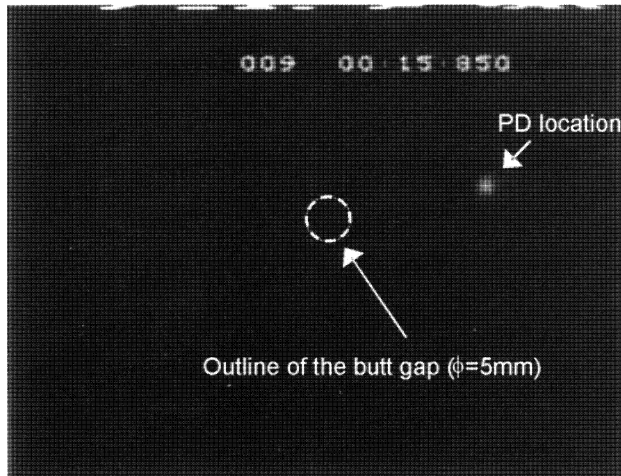 009 00:15:850
PD location
Outline of the butt gap (ϕ=5mm)